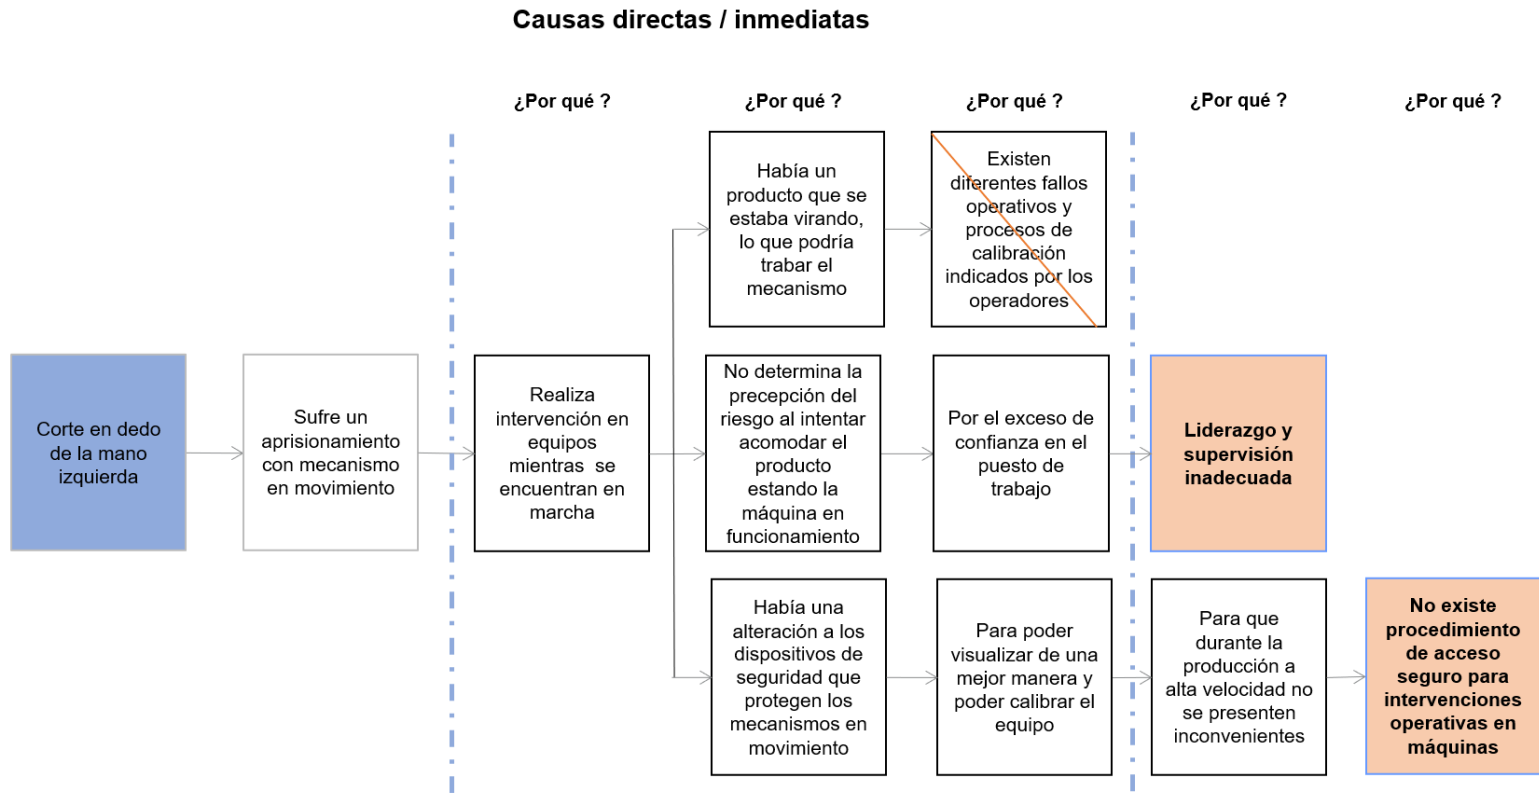 Causas directas / inmediatas
¿Por qué ?
¿Por qué ?
¿Por qué ?
¿Por qué ?
¿Por qué ?
Había un
producto que se
estaba virando,
lo que podría
trabar el
mecanismo
Existen
diferentes fallos
operativos y
procesos de
calibración
indicados por los
operadores
Corte en dedo
de la mano
izquierda
Sufre un
aprisionamiento
con mecanismo
en movimiento
Realiza
intervención en
equipos
mientras se
encuentran en
marcha
No determina la
precepción del
riesgo al intentar
acomodar el
producto
estando la
máquina en
funcionamiento
Por el exceso de
confianza en el
puesto de
trabajo
Liderazgo y
supervisión
inadecuada
Había una
alteración a los
dispositivos de
seguridad que
protegen los
mecanismos en
movimiento
Para poder
visualizar de una
mejor manera y
poder calibrar el
equipo
Para que
durante la
producción a
alta velocidad no
se presenten
inconvenientes
No existe
procedimiento
de acceso
seguro para
intervenciones
operativas en
máquinas